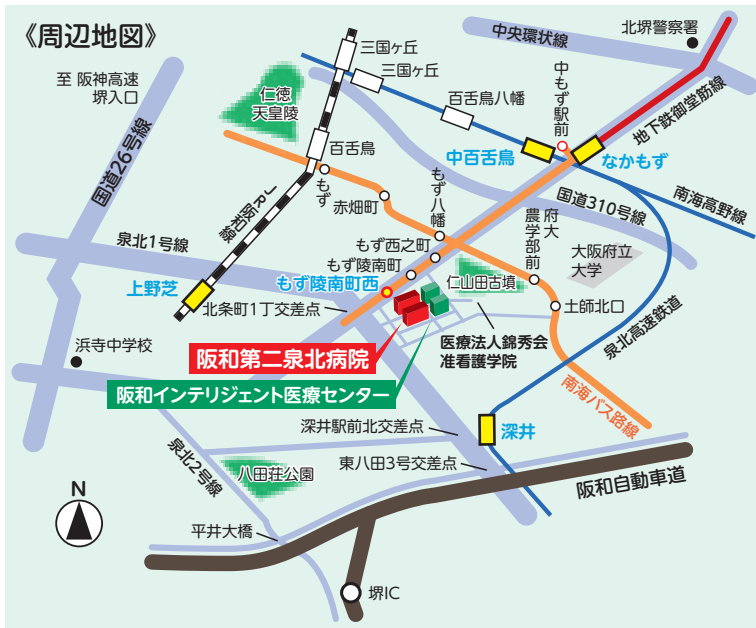 《周辺地図》
北堺警察署
中央環状線
三国ヶ丘
三国ヶ丘
至 阪神高速
堺入口
中もず駅前
仁徳
天皇陵
百舌鳥八幡
地下鉄御堂筋線
百舌鳥
中百舌鳥
なかもず
国道26号線
もず
もず八幡
赤畑町
府大
農学部前
国道310号線
南海高野線
JR阪和線
泉北1号線
もず西之町
もず陵南町
大阪府立
大学
上野芝
もず陵南町西
仁山田古墳
北条町1丁交差点
土師北口
泉北高速鉄道
浜寺中学校
阪和第二泉北病院
医療法人錦秀会
准看護学院
阪和インテリジェント医療センター
南海バス路線
深井駅前北交差点
深井
泉北2号線
八田荘公園
東八田3号交差点
阪和自動車道
N
平井大橋
堺IC